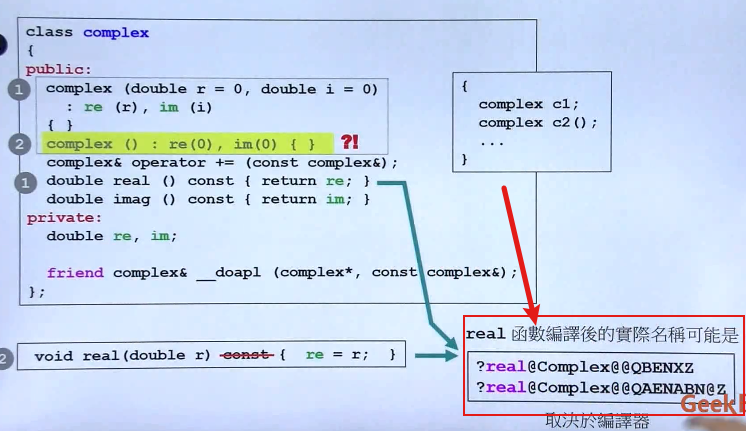 class complex
{
public:
1
complex (double r = 0, double i = 0)
: re (r), im (i)
{ }
2
complex () : re(0), im(0) { }
?!
complex& operator += (const complex&);
1
double real () const { return re; }
double imag () const { return im; }
private:
double re, im;
friend complex& __doapl (complex*, const complex&);
};
{
complex c1;
complex c2();
...
}
2
void real(double r) const { re = r; }
real 函數編譯後的實際名稱可能是
?real@Complex@@QBENXZ
?real@Complex@@QAENABN@Z
取決於編譯器